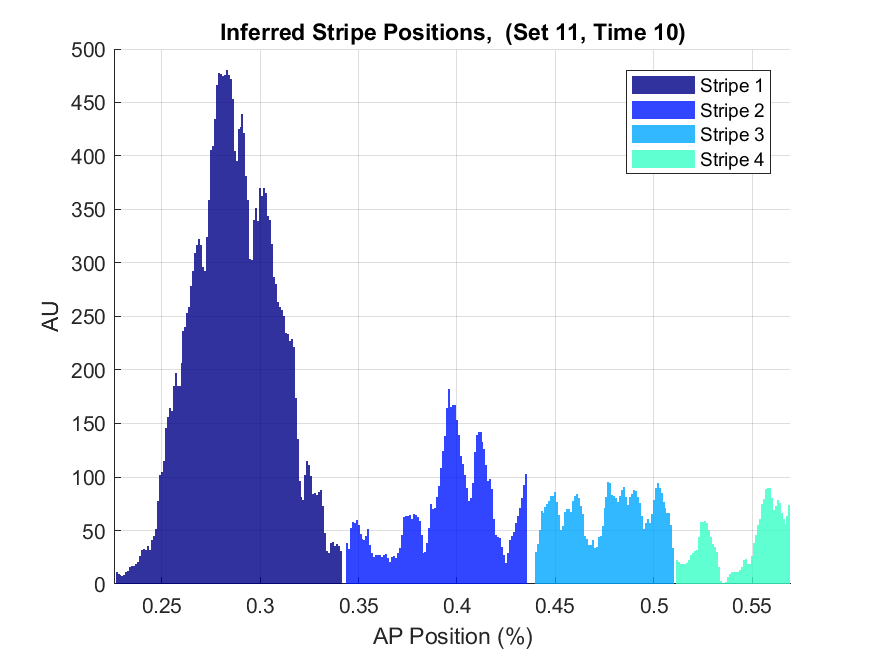 Inferred Stripe Positions,  (Set 11, Time 10)
500
450
400
350
300
250
200
150
100
50
0
AU
Stripe 1
Stripe 2
Stripe 3
Stripe 4
0.25 0.3 0.35 0.4 0.45 0.5 0.55
AP Position (%)